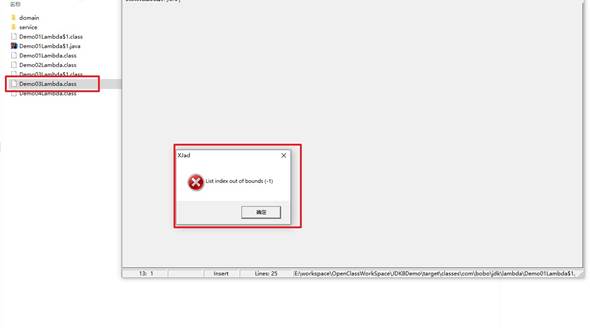 名称
domain
service
Demo01Lambda$1.class
Demo01Lambda$1.java
Demo01Lambda.class
Demo02Lambda.class
Demo03Lambda$1.class
Demo03Lambda.class
Demo04Lambda.class
XJad
List index out of bounds (-1)
确定
13: 1
Insert
Lines: 25
E:\workspace\OpenClassWorkSpace\JDK8Demo\target\classes\com\bobo\jdk\lambda\Demo01Lambda$1.